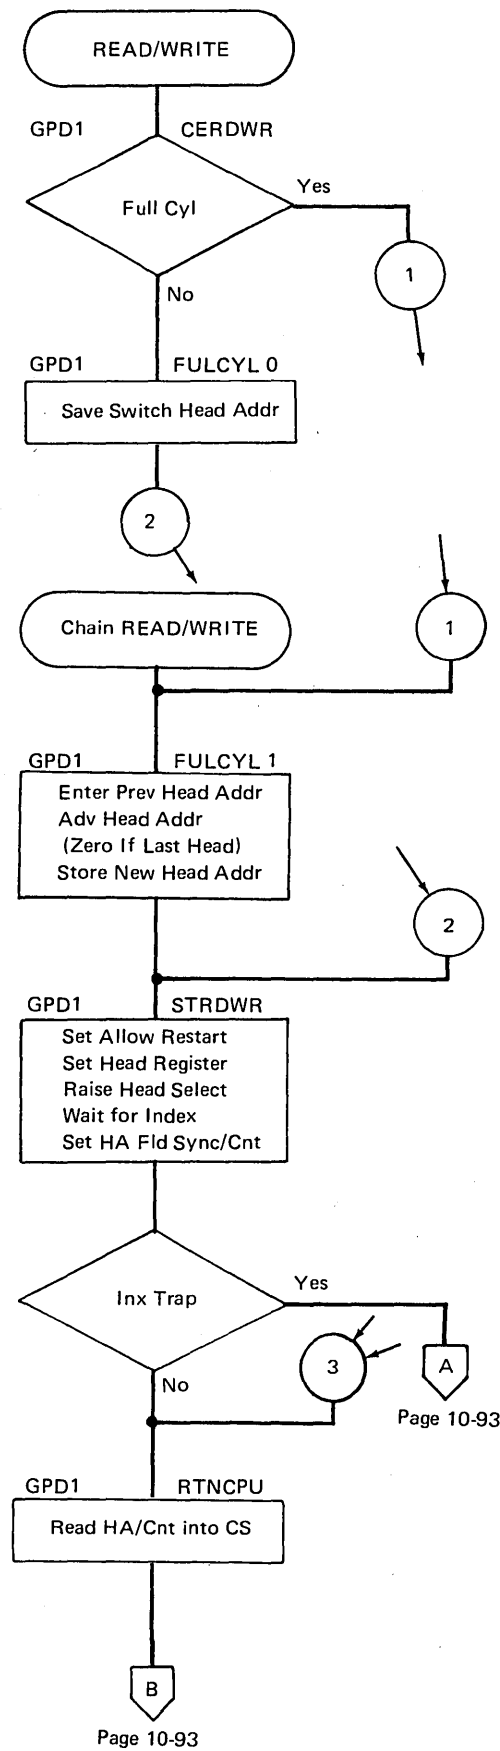 READ/WRITE
GPD1 CERDWR
Full Cyl
Yes
1
No
GPD1 FULCYL 0
Save Switch Head Addr
2
Chain READ/WRITE
1
GPD1 FULCYL 1
Enter Prev Head Addr
Adv Head Addr
(Zero If Last Head)
Store New Head Addr
2
GPD1 STRDWR
Set Allow Restart
Set Head Register
Raise Head Select
Wait for Index
Set HA Fld Sync/Cnt
Inx Trap
Yes
3
A
No
Page 10-93
GPD1 RTNCPU
Read HA/Cnt into CS
B
Page 10-93